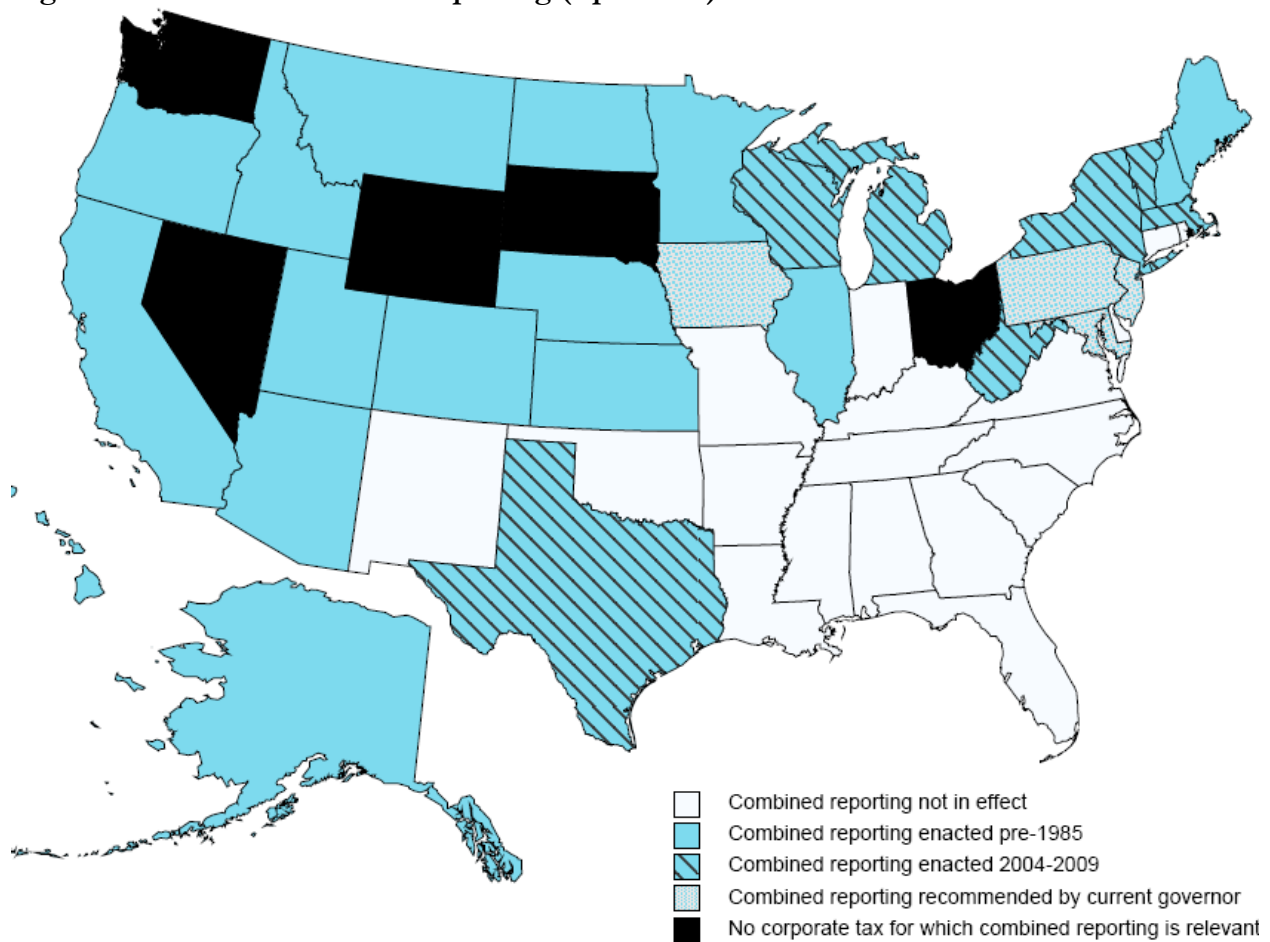 Combined reporting not in effect
Combined reporting enacted pre-1985
Combined reporting enacted 2004-2009
Combined reporting recommended by current governor
No corporate tax for which combined reporting is relevant